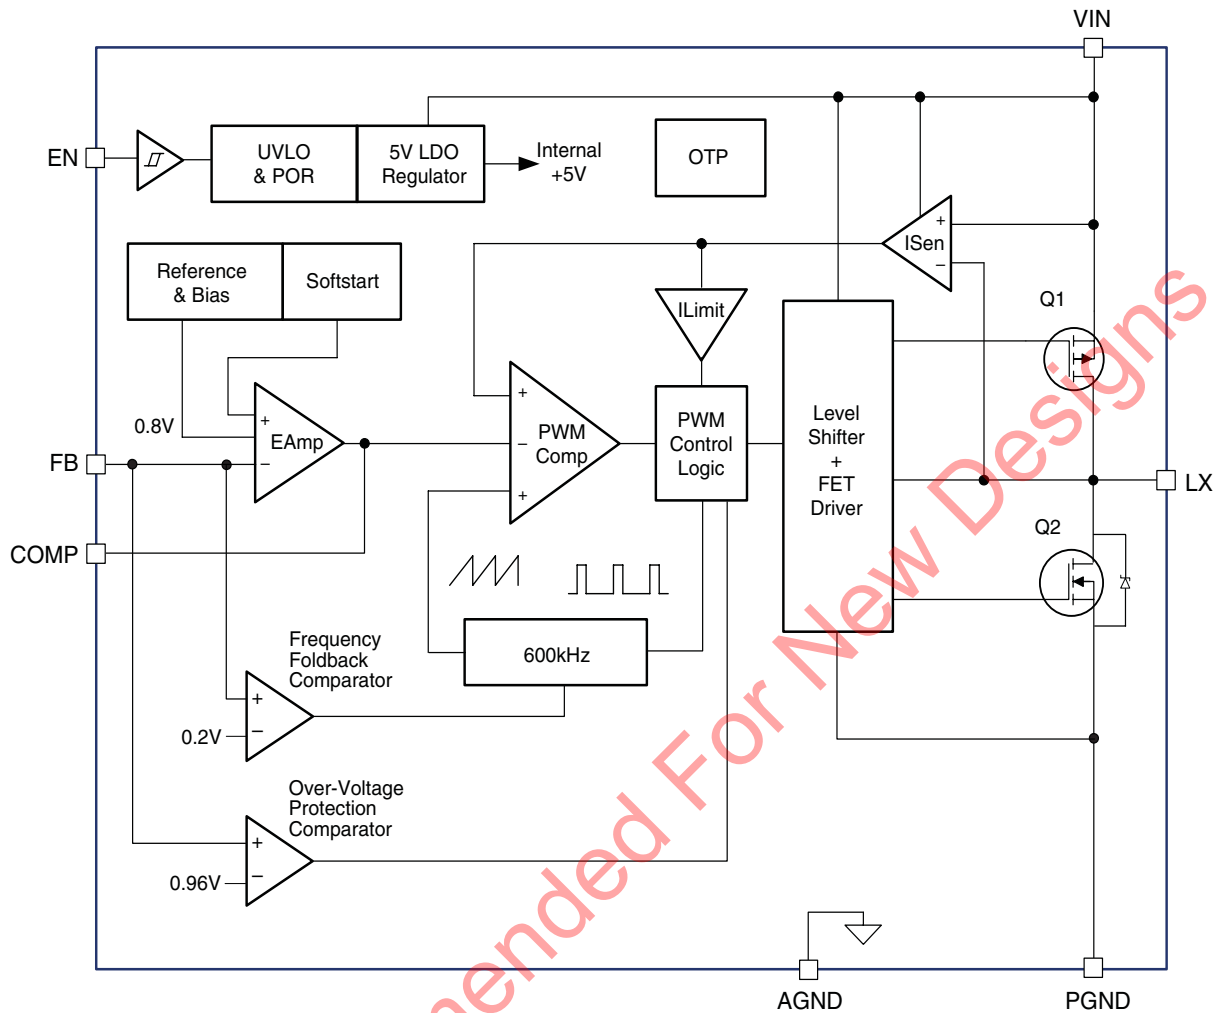 VIN
EN
UVLO
& POR
5V LDO
Regulator
Internal
+5V
OTP
+
ISen
−
Reference
& Bias
Softstart
ILimit
Q1
+
0.8V
EAmp
−
FB
+
−
PWM
Comp
+
PWM
Control
Logic
Level
Shifter
+
FET
Driver
LX
Q2
COMP
600kHz
Frequency
Foldback
Comparator
+
0.2V
−
Over-Voltage
Protection
Comparator
+
0.96V
−
AGND
PGND
mended For New Designs